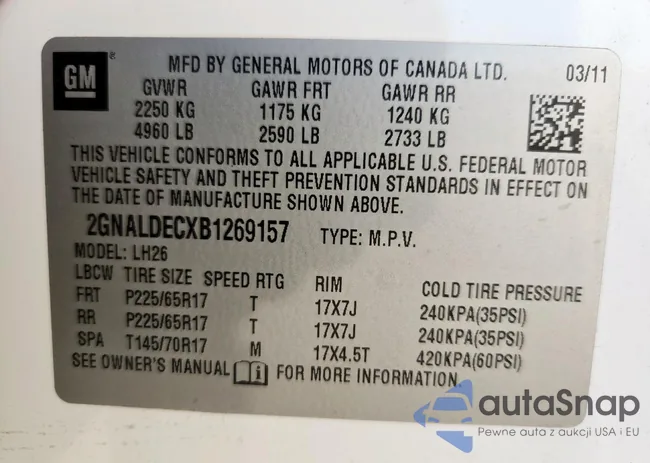 GM
MFD BY GENERAL MOTORS OF CANADA LTD. 03/11
GVWR GAWR FRT GAWR RR
2250 KG 1175 KG 1240 KG
4960 LB 2590 LB 2733 LB
THIS VEHICLE CONFORMS TO ALL APPLICABLE U.S. FEDERAL MOTOR
VEHICLE SAFETY AND THEFT PREVENTION STANDARDS IN EFFECT ON
THE DATE OF MANUFACTURE SHOWN ABOVE.
2GNALDECXB1269157 TYPE: M.P.V.
MODEL: LH26
LBCW TIRE SIZE SPEED RTG RIM COLD TIRE PRESSURE
FRT P225/65R17 T 17X7J 240KPA(35PSI)
RR P225/65R17 T 17X7J 240KPA(35PSI)
SPA T145/70R17 M 17X4.5T 420KPA(60PSI)
SEE OWNER'S MANUAL i FOR MORE INFORMATION.
autoSnap
Pewne auta z aukcji USA i EU